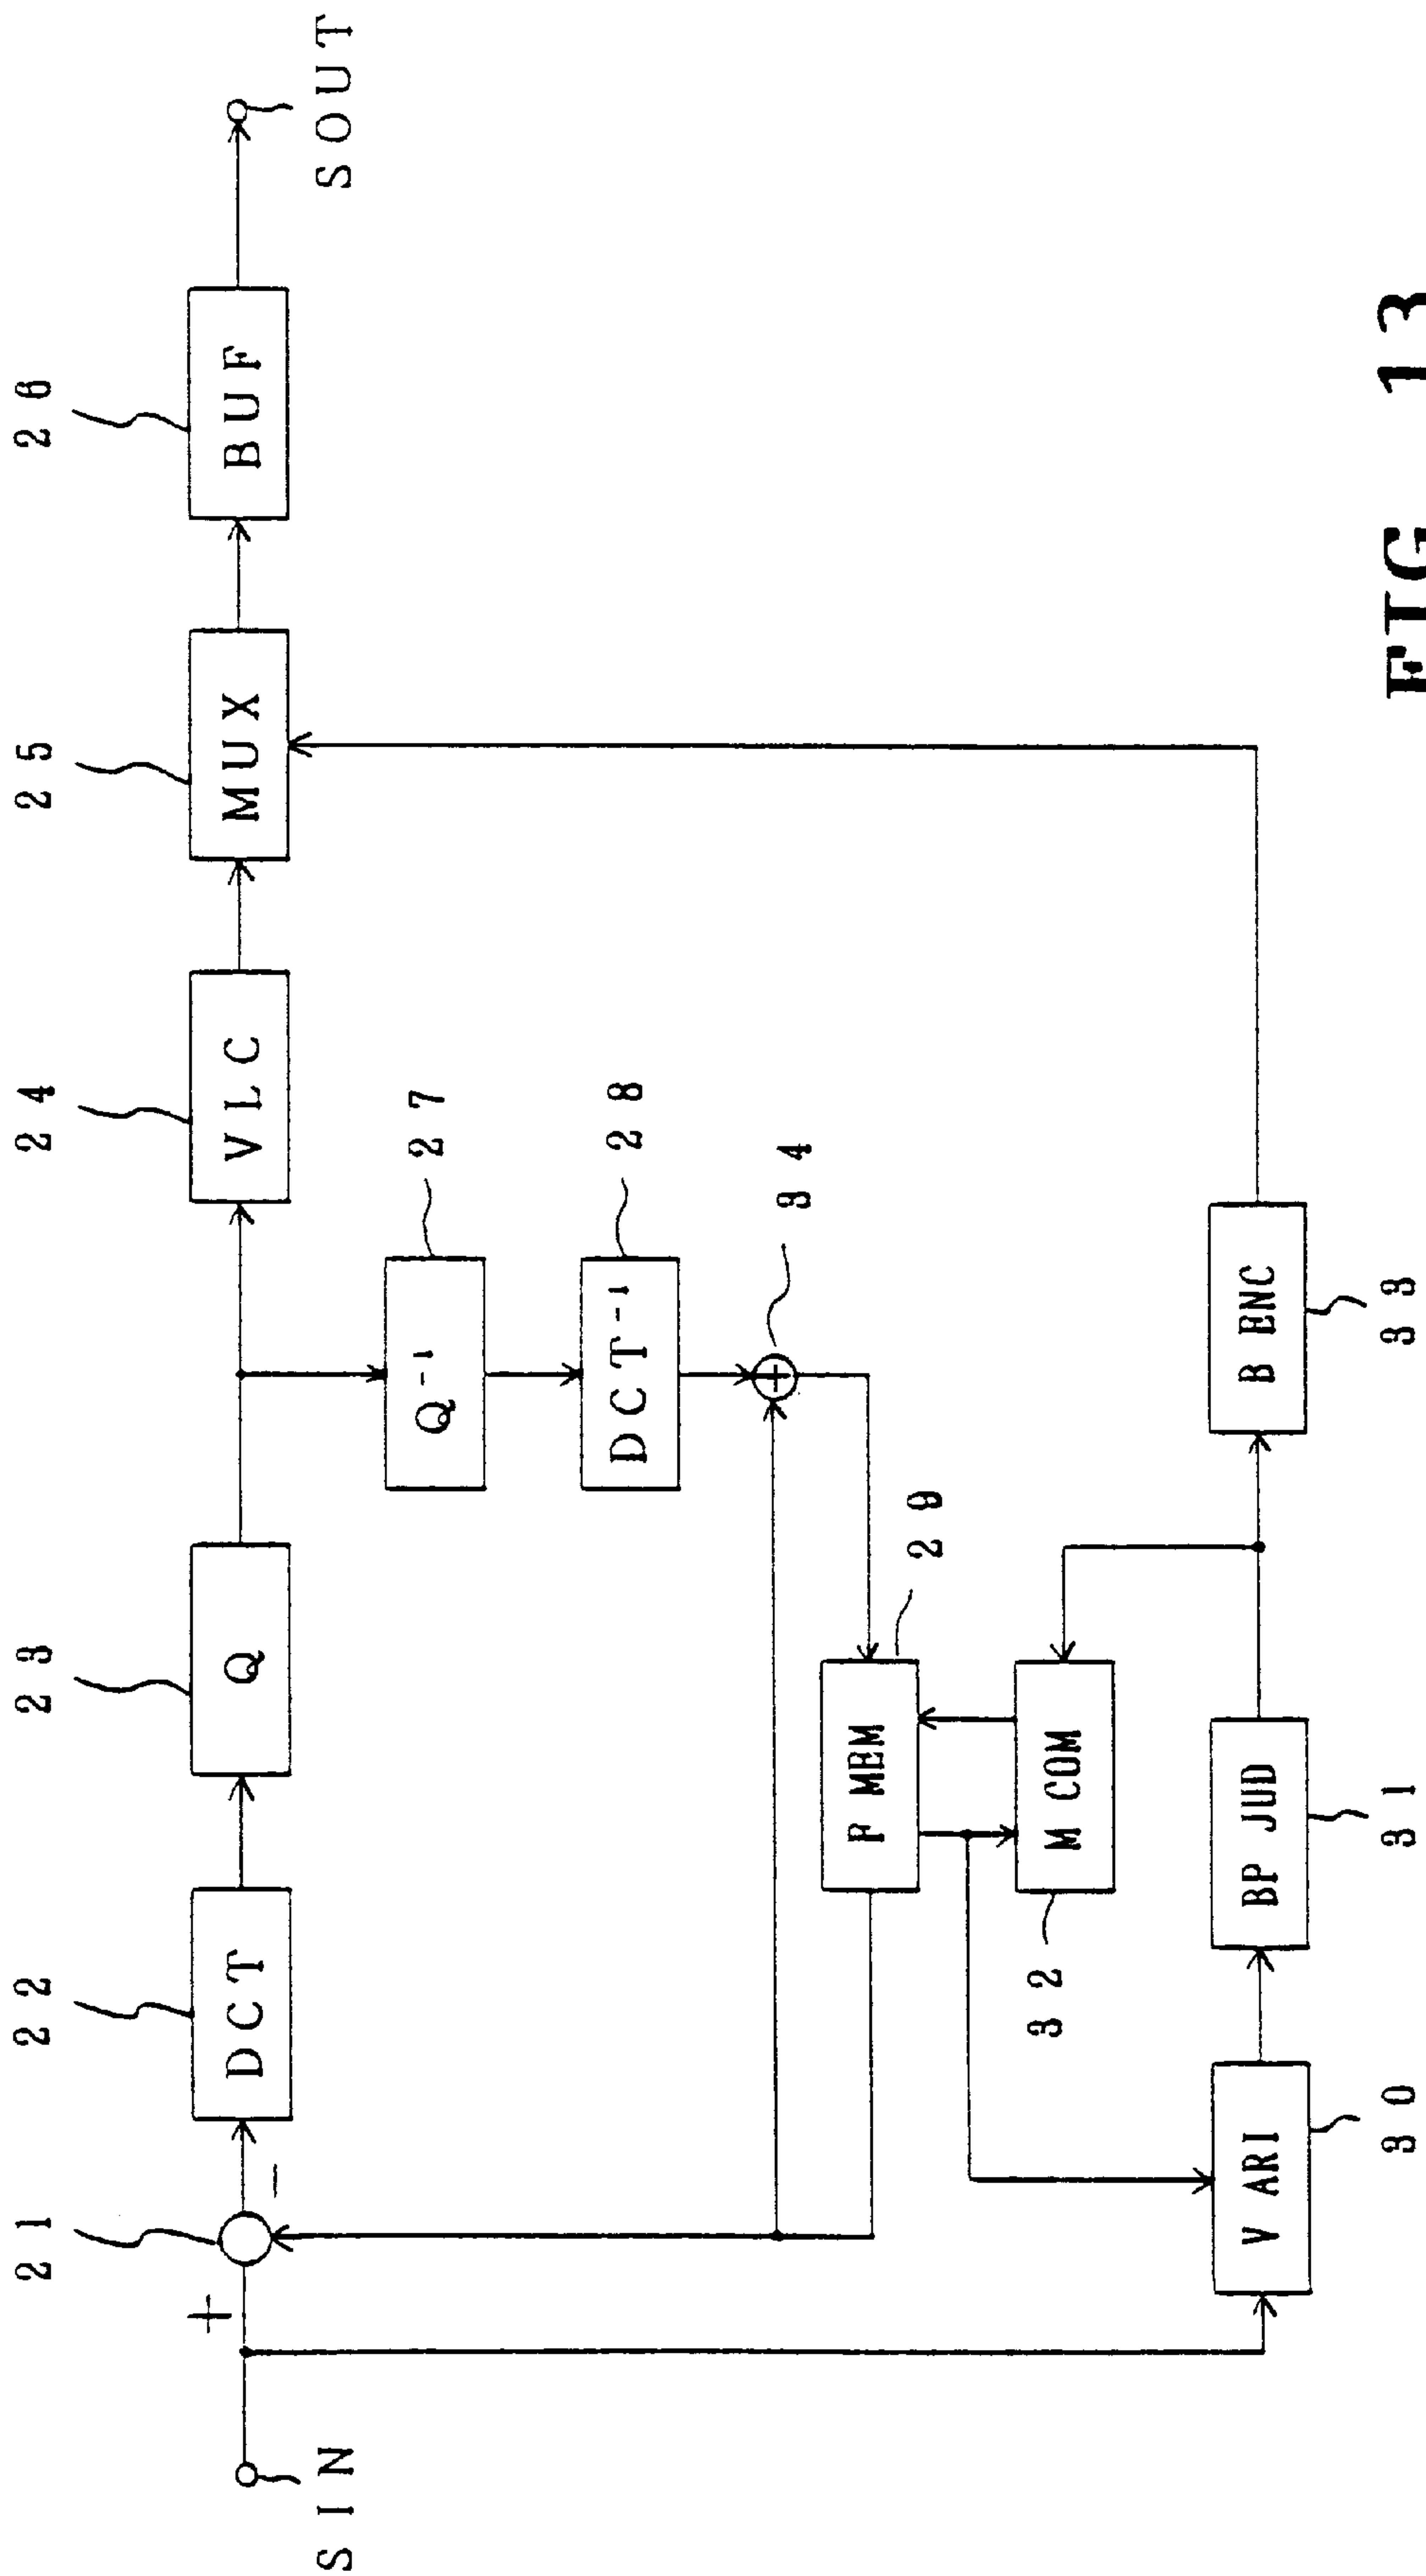 21
22
23
24
25
26
+
−
DCT
Q
VLC
MUX
BUF
SIN
SOUT
Q⁻¹
27
DCT⁻¹
28
+
34
F MEM
29
M COM
32
V ARI
30
BP JUD
31
B ENC
33
FIG 13